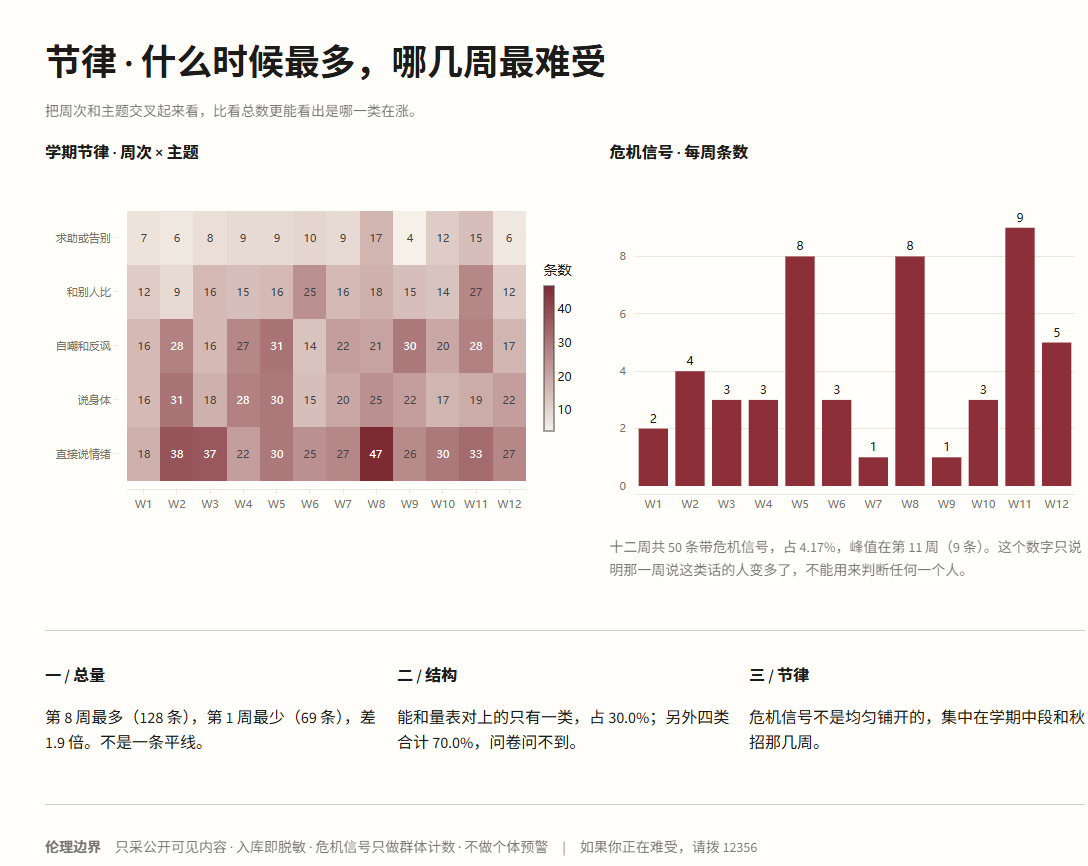 节律 · 什么时候最多，哪几周最难受
把周次和主题交叉起来看，比看总数更能看出是哪一类在涨。
学期节律 · 周次 × 主题
求助或告别 7 6 8 9 9 10 9 17 4 12 15 6
和别人比 12 9 16 15 16 25 16 18 15 14 27 12
自嘲和反讽 16 28 16 27 31 14 22 21 30 20 28 17
说身体 16 31 18 28 30 15 20 25 22 17 19 22
直接说情绪 18 38 37 22 30 25 27 47 26 30 33 27
W1 W2 W3 W4 W5 W6 W7 W8 W9 W10 W11 W12
条数
40
30
20
10
危机信号 · 每周条数
8
6
4
2
0
2 4 3 3 8 3 1 8 1 3 9 5
W1 W2 W3 W4 W5 W6 W7 W8 W9 W10 W11 W12
十二周共 50 条带危机信号，占 4.17%，峰值在第 11 周（9 条）。这个数字只说
明那一周说这类话的人变多了，不能用来判断任何一个人。
一 / 总量
第 8 周最多（128 条），第 1 周最少（69 条），差
1.9 倍。不是一条平线。
二 / 结构
能和量表对上的只有一类，占 30.0%；另外四类
合计 70.0%，问卷问不到。
三 / 节律
危机信号不是均匀铺开的，集中在学期中段和秋
招那几周。
伦理边界 只采公开可见内容 · 入库即脱敏 · 危机信号只做群体计数 · 不做个体预警 | 如果你正在难受，请拨 12356